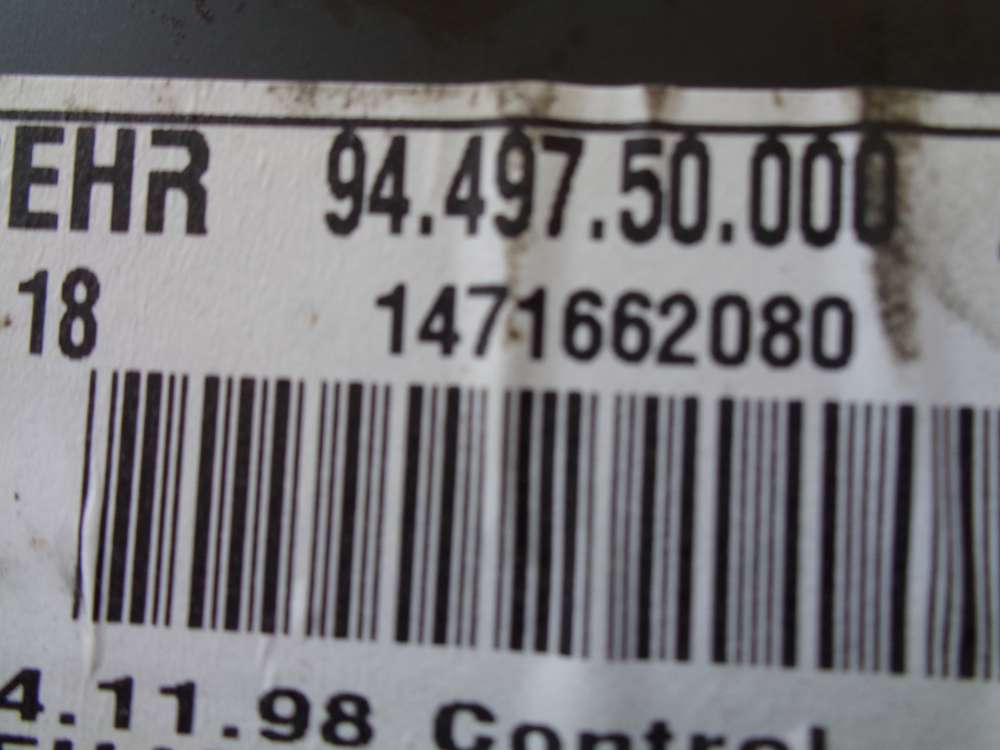 EHR 94.497.50.000
18 1471662080
4.11.98 Control